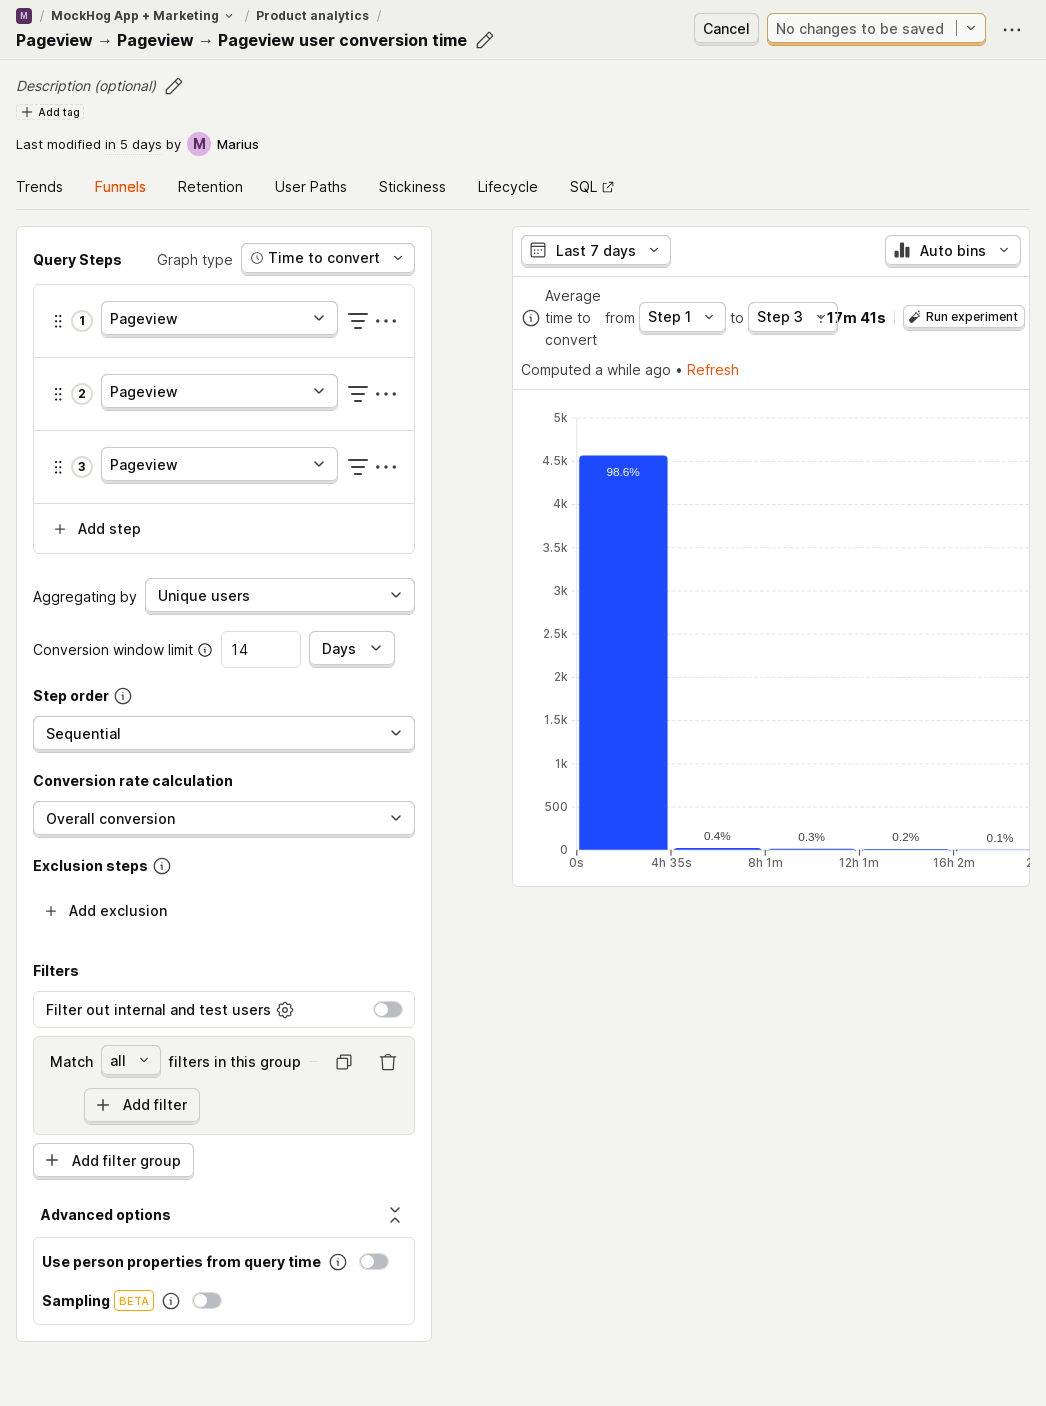 M / MockHog App + Marketing / Product analytics /
Pageview → Pageview → Pageview user conversion time
Cancel
No changes to be saved
Description (optional)
Add tag
Last modified in 5 days by M Marius
Trends Funnels Retention User Paths Stickiness Lifecycle SQL
Query Steps Graph type Time to convert
1 Pageview
2 Pageview
3 Pageview
Add step
Aggregating by Unique users
Conversion window limit 14 Days
Step order
Sequential
Conversion rate calculation
Overall conversion
Exclusion steps
Add exclusion
Filters
Filter out internal and test users
Match all filters in this group
Add filter
Add filter group
Advanced options
Use person properties from query time
Sampling BETA
Last 7 days Auto bins
Average
time to
convert
from Step 1 to Step 3 : 17m 41s Run experiment
Computed a while ago • Refresh
5k
4.5k
4k
3.5k
3k
2.5k
2k
1.5k
1k
500
0
98.6%
0.4%
0.3%
0.2%
0.1%
0s 4h 35s 8h 1m 12h 1m 16h 2m